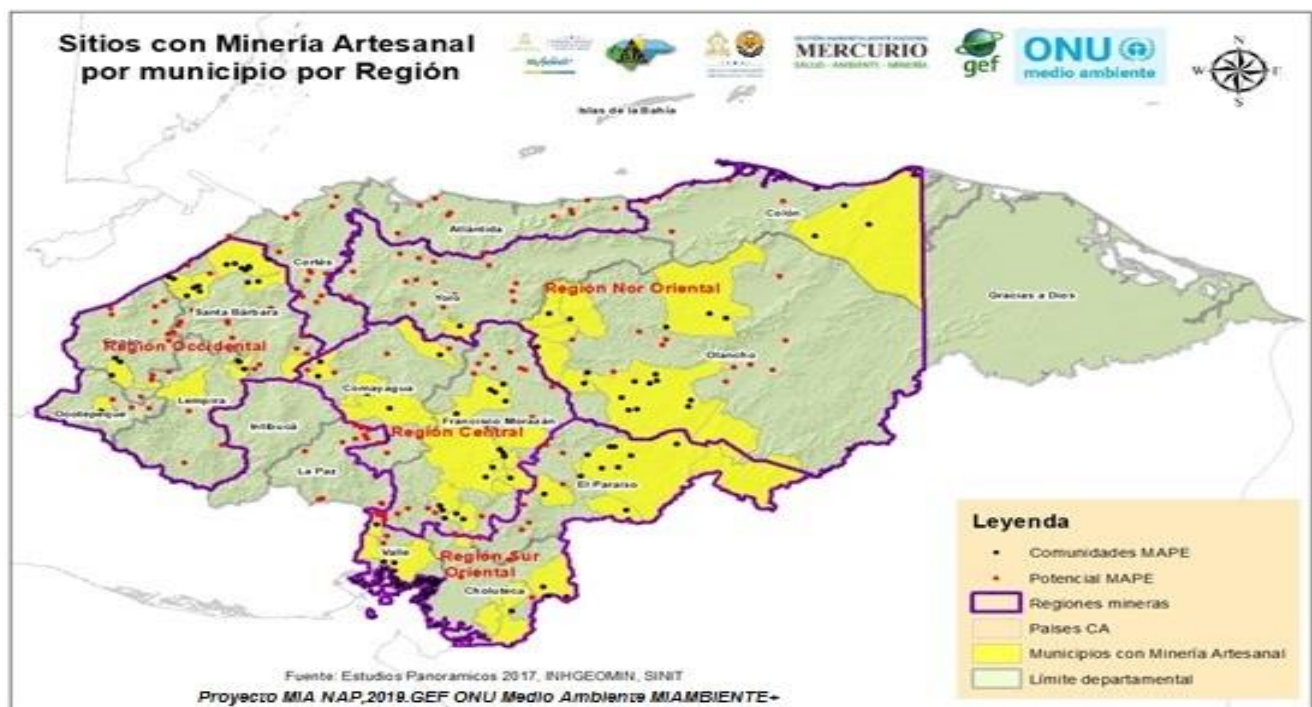 Sitios con Minería Artesanal
por municipio por Región
MERCURIO
SALUD - AMBIENTE - MINERÍA
gef
ONU
medio ambiente
N
W
E
S
Islas de la Bahía
Colón
Atlántida
Cortés
Gracias a Dios
Región Nor Oriental
Yoro
Santa Bárbara
Región Occidental
Olancho
Comayagua
Lempira
Ocotepeque
Francisco Morazán
Intibucá
Región Central
La Paz
El Paraíso
Valle
Región Sur
Oriental
Choluteca
Leyenda
Comunidades MAPE
Potencial MAPE
Regiones mineras
Países CA
Municipios con Minería Artesanal
Límite departamental
Fuente: Estudios Panoramicos 2017, INHGEOMIN, SINIT
Proyecto MIA NAP,2019.GEF ONU Medio Ambiente MIAMBIENTE+